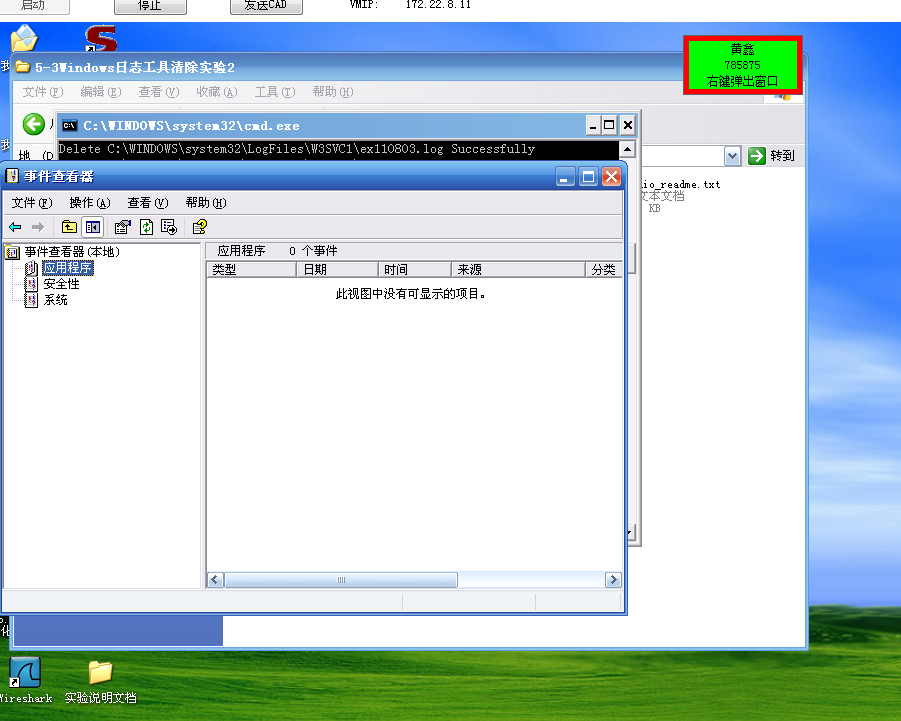 启动 停止 发送CAD VMIP: 172.22.8.11
黄鑫
785875
右键弹出窗口
5-3Windows日志工具清除实验2
文件(F) 编辑(E) 查看(V) 收藏(A) 工具(T) 帮助(H)
C:\WINDOWS\system32\cmd.exe
Delete C:\WINDOWS\system32\LogFiles\W3SVC1\ex110803.log Successfully
地 (D 转到
事件查看器
io_readme.txt
文本文档
KB
文件(F) 操作(A) 查看(V) 帮助(H)
事件查看器(本地)
应用程序
安全性
系统
应用程序 0 个事件
类型 日期 时间 来源 分类
此视图中没有可显示的项目。
Wireshark 实验说明文档